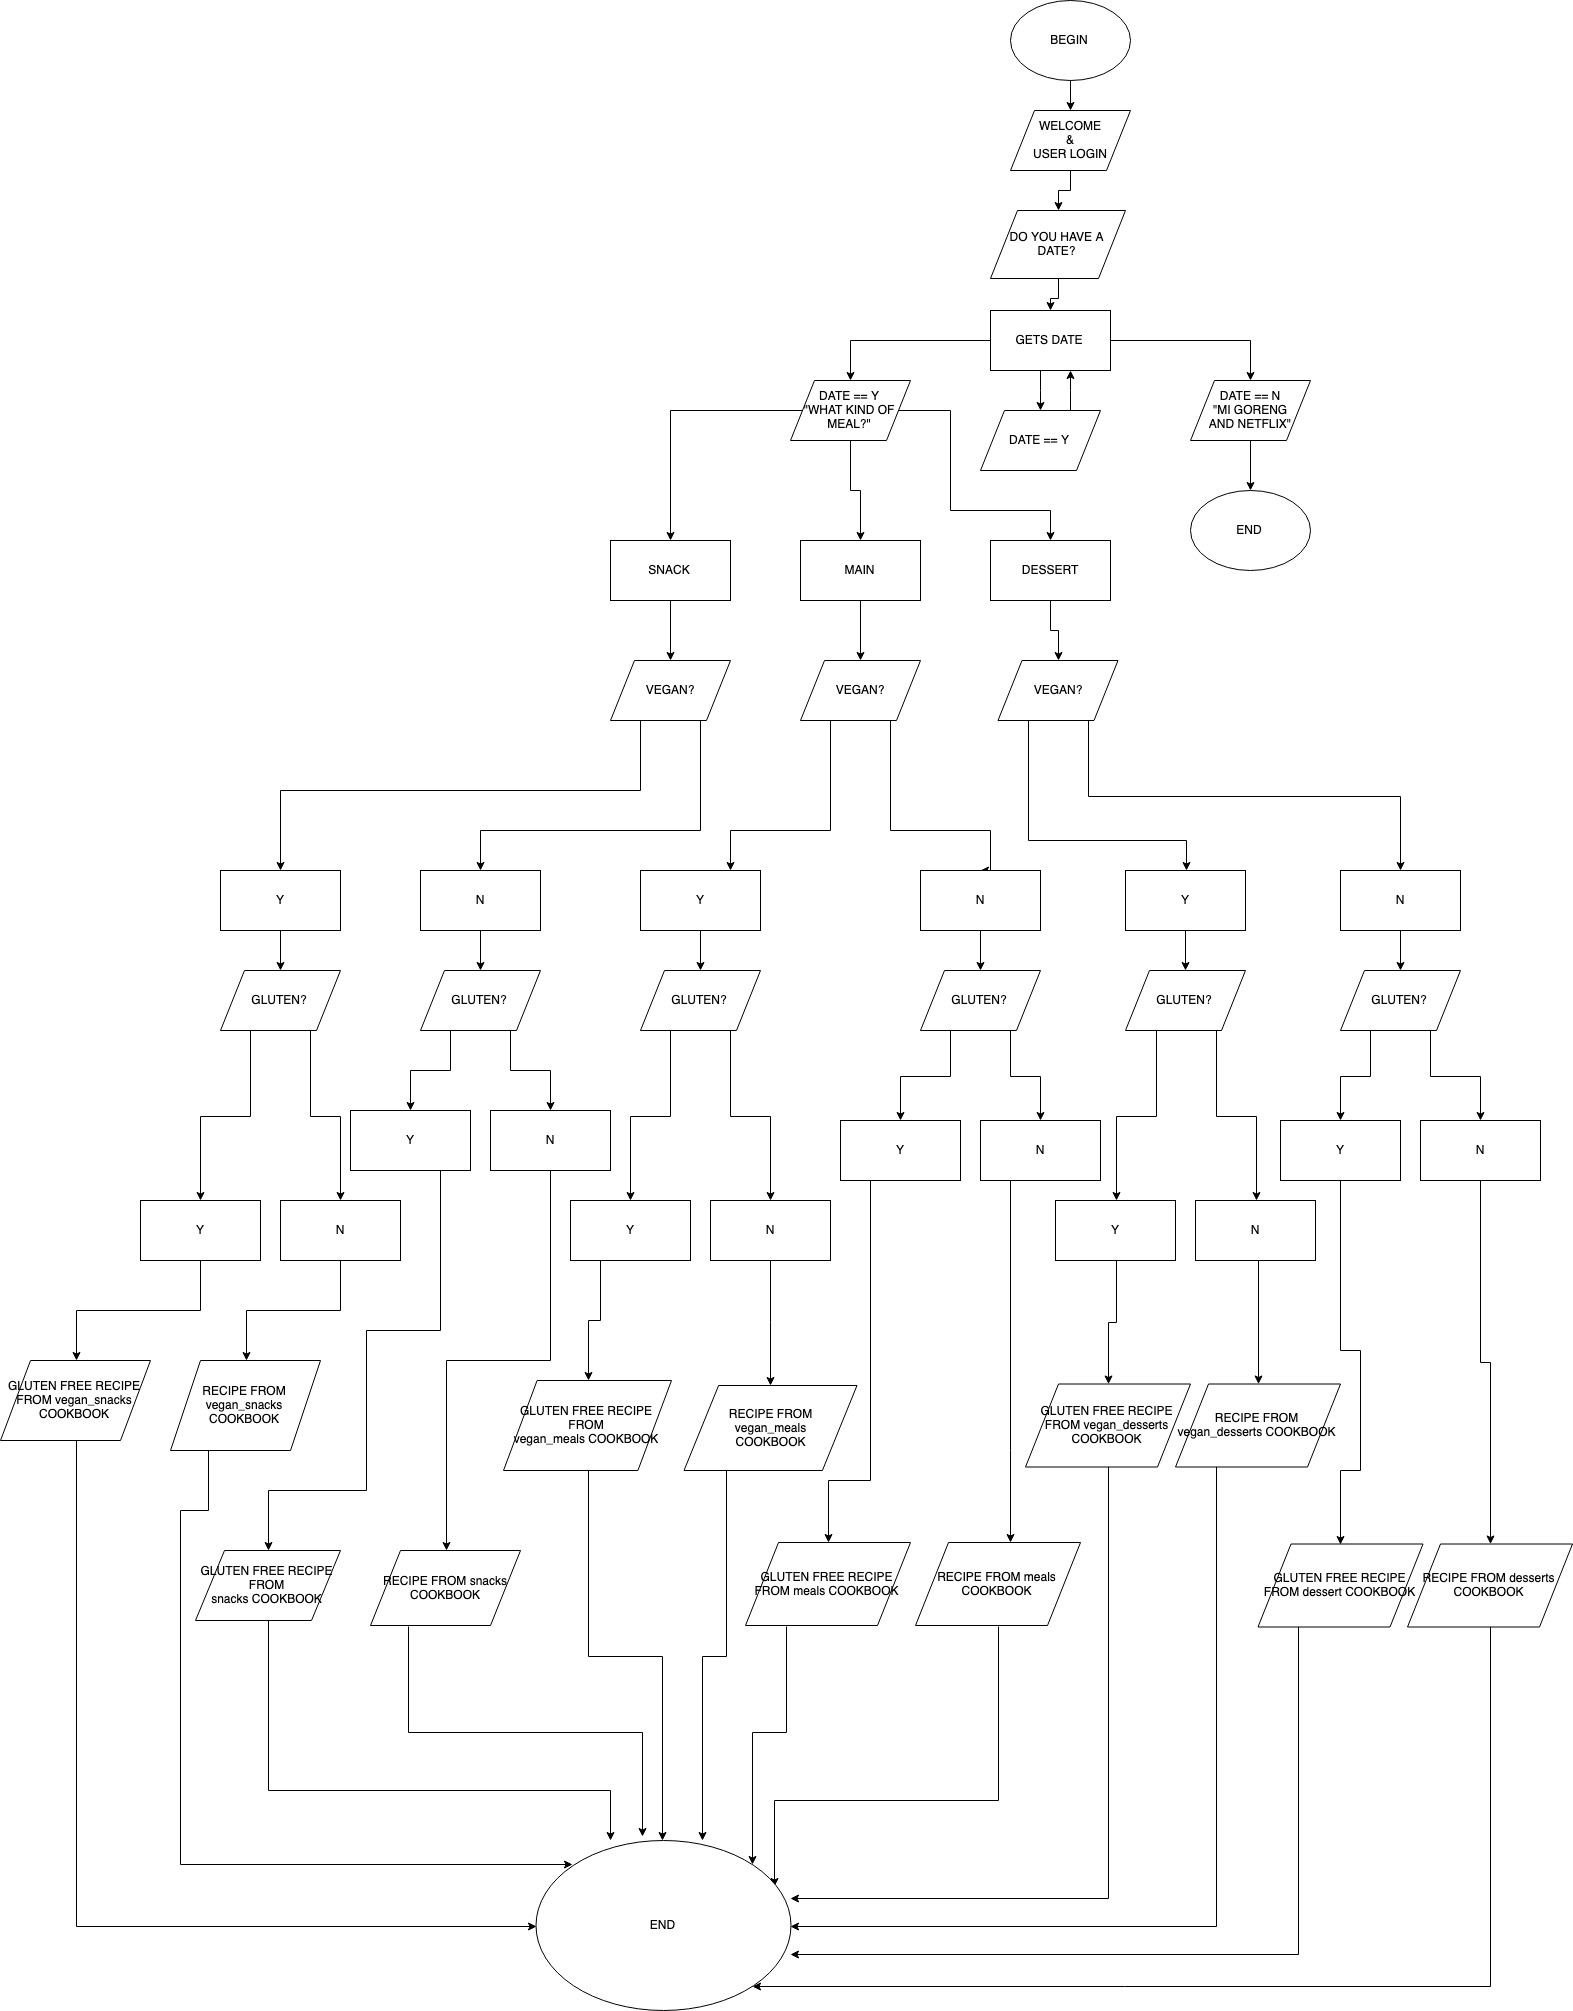 BEGIN
WELCOME
&
USER LOGIN
DO YOU HAVE A
DATE?
GETS DATE
DATE == Y
"WHAT KIND OF
MEAL?"
DATE == Y
DATE == N
"MI GORENG
AND NETFLIX"
END
SNACK
MAIN
DESSERT
VEGAN?
VEGAN?
VEGAN?
Y
N
Y
N
Y
N
GLUTEN?
GLUTEN?
GLUTEN?
GLUTEN?
GLUTEN?
GLUTEN?
Y
N
Y
N
Y
N
Y
N
Y
N
Y
N
GLUTEN FREE RECIPE
FROM vegan_snacks
COOKBOOK
RECIPE FROM
vegan_snacks
COOKBOOK
GLUTEN FREE RECIPE
FROM
vegan_meals COOKBOOK
RECIPE FROM
vegan_meals
COOKBOOK
GLUTEN FREE RECIPE
FROM vegan_desserts
COOKBOOK
RECIPE FROM
vegan_desserts COOKBOOK
GLUTEN FREE RECIPE
FROM
snacks COOKBOOK
RECIPE FROM snacks
COOKBOOK
GLUTEN FREE RECIPE
FROM meals COOKBOOK
RECIPE FROM meals
COOKBOOK
GLUTEN FREE RECIPE
FROM dessert COOKBOOK
RECIPE FROM desserts
COOKBOOK
END